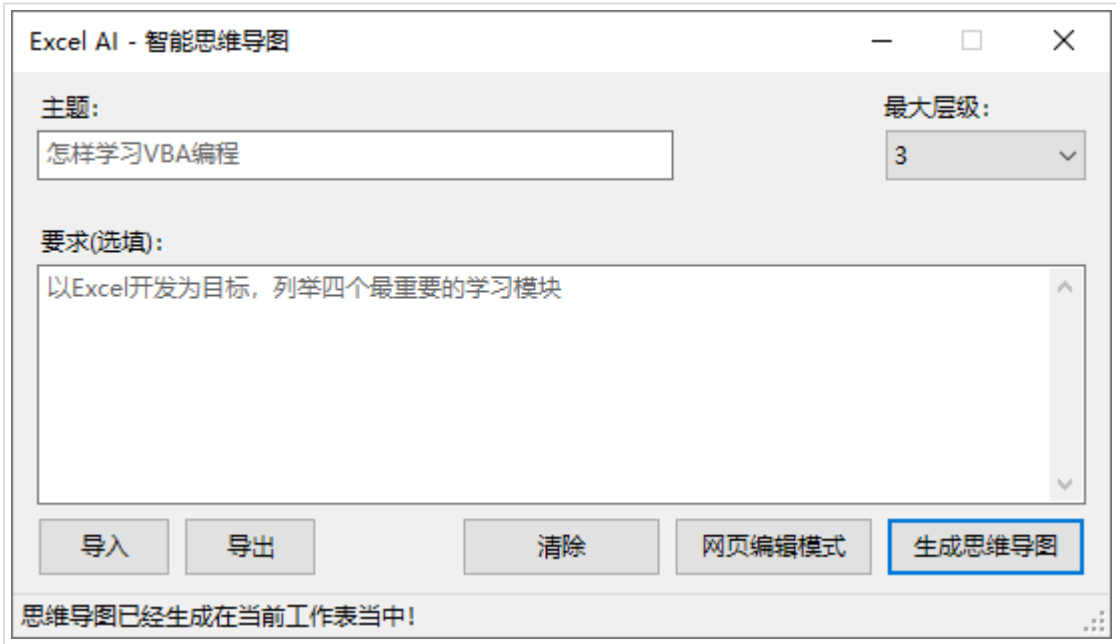 Excel AI - 智能思维导图
主题:
最大层级:
怎样学习VBA编程
3
要求(选填):
以Excel开发为目标，列举四个最重要的学习模块
导入
导出
清除
网页编辑模式
生成思维导图
思维导图已经生成在当前工作表当中!